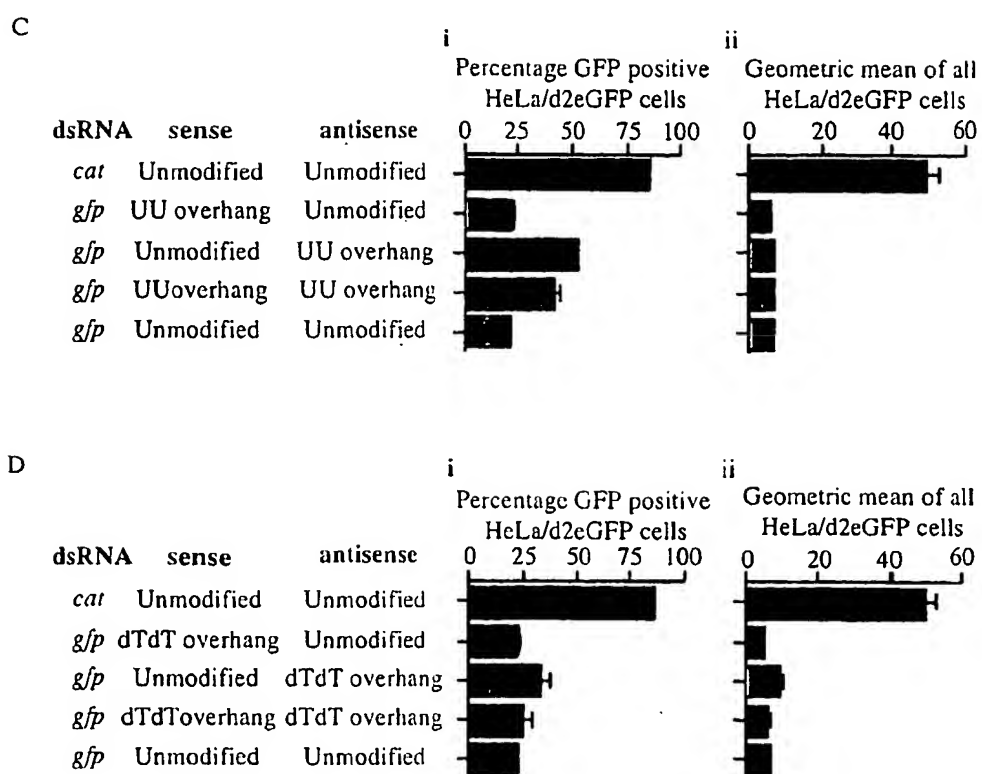 C
i
ii
Percentage GFP positive
HeLa/d2eGFP cells
Geometric mean of all
HeLa/d2eGFP cells
dsRNA sense antisense
0 25 50 75 100
0 20 40 60
cat Unmodified Unmodified
gfp UU overhang Unmodified
gfp Unmodified UU overhang
gfp UUoverhang UU overhang
gfp Unmodified Unmodified
D
i
ii
Percentage GFP positive
HeLa/d2eGFP cells
Geometric mean of all
HeLa/d2eGFP cells
dsRNA sense antisense
0 25 50 75 100
0 20 40 60
cat Unmodified Unmodified
gfp dTdT overhang Unmodified
gfp Unmodified dTdT overhang
gfp dTdToverhang dTdT overhang
gfp Unmodified Unmodified